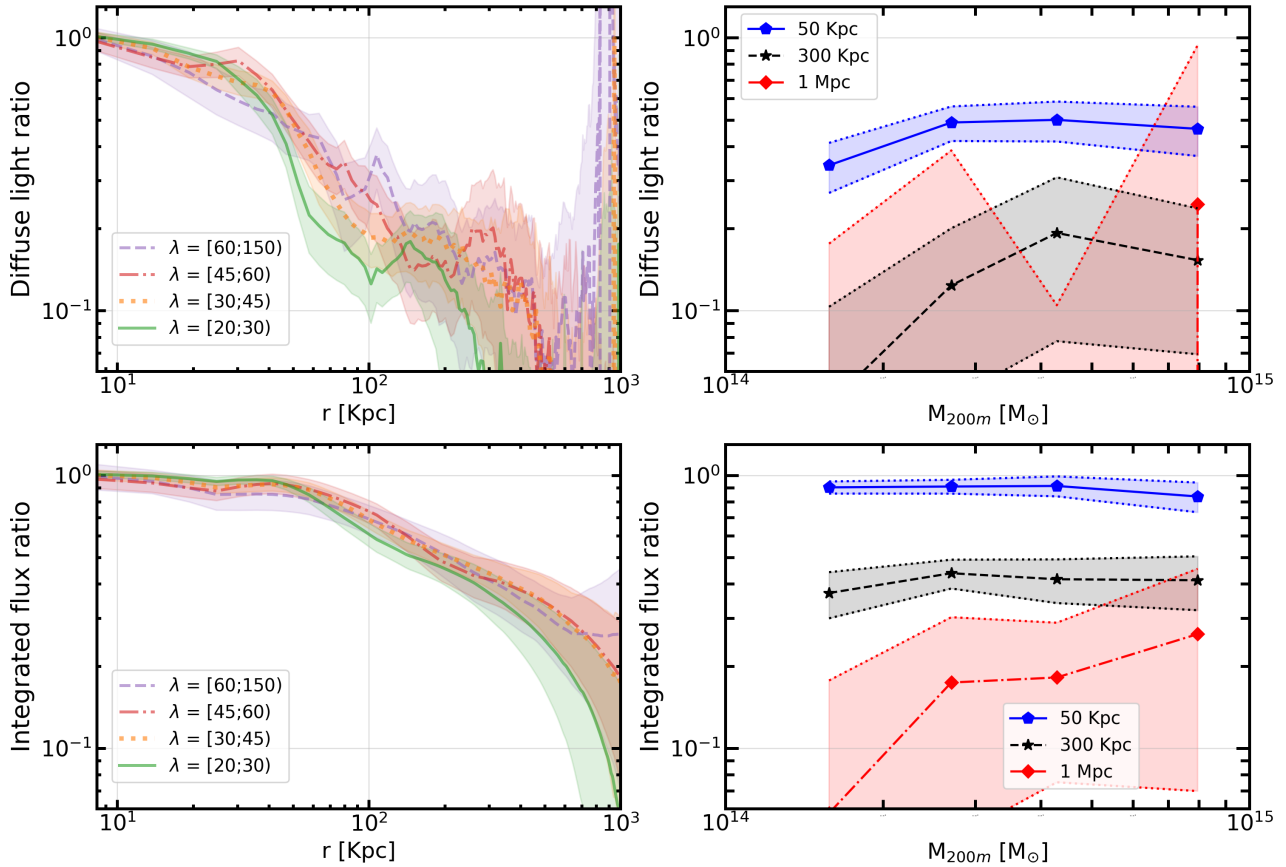 Diffuse light ratio
10⁰
10⁻¹
λ = [60;150)
λ = [45;60)
λ = [30;45)
λ = [20;30)
10¹
10²
10³
r [Kpc]
Diffuse light ratio
10⁰
10⁻¹
50 Kpc
300 Kpc
1 Mpc
10¹⁴
10¹⁵
M₂₀₀ₘ [M⊙]
Integrated flux ratio
10⁰
10⁻¹
λ = [60;150)
λ = [45;60)
λ = [30;45)
λ = [20;30)
10¹
10²
10³
r [Kpc]
Integrated flux ratio
10⁰
10⁻¹
50 Kpc
300 Kpc
1 Mpc
10¹⁴
10¹⁵
M₂₀₀ₘ [M⊙]